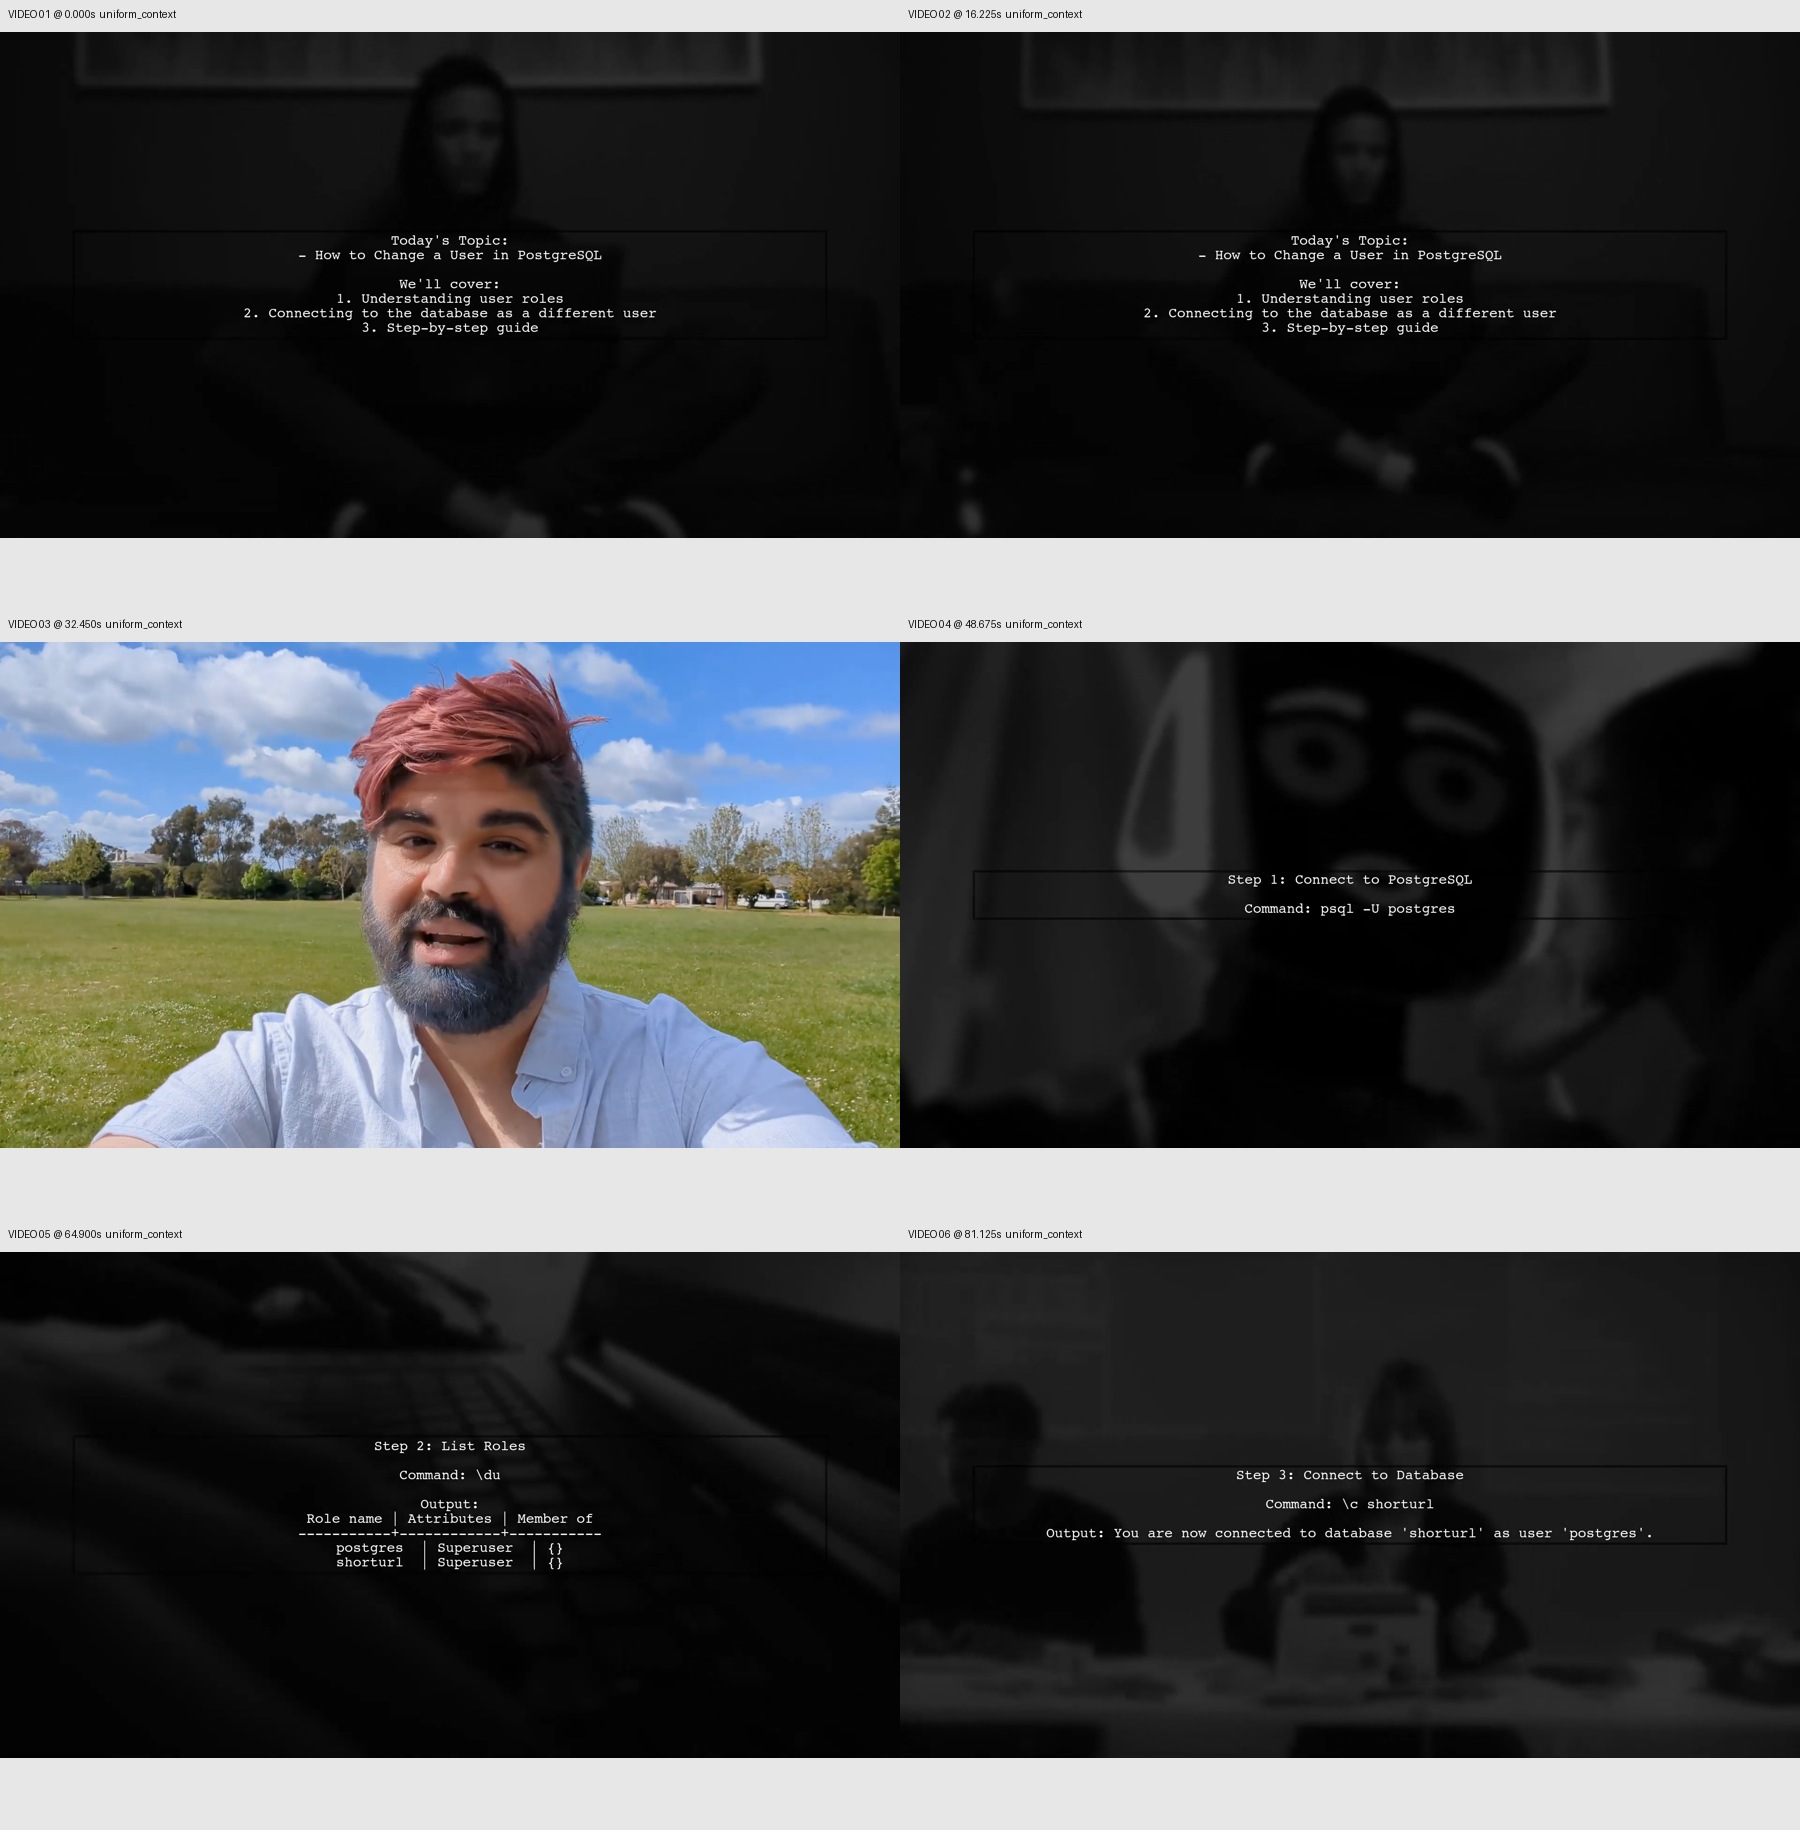 VIDEO01 @ 0.000s uniform_context
Today's Topic:
- How to Change a User in PostgreSQL
We'll cover:
1. Understanding user roles
2. Connecting to the database as a different user
3. Step-by-step guide
VIDEO02 @ 16.225s uniform_context
Today's Topic:
- How to Change a User in PostgreSQL
We'll cover:
1. Understanding user roles
2. Connecting to the database as a different user
3. Step-by-step guide
VIDEO03 @ 32.450s uniform_context
VIDEO04 @ 48.675s uniform_context
Step 1: Connect to PostgreSQL
Command: psql -U postgres
VIDEO05 @ 64.900s uniform_context
Step 2: List Roles
Command: \du
Output:
Role name | Attributes | Member of
-----------+------------+-----------
postgres | Superuser | {}
shorturl | Superuser | {}
VIDEO06 @ 81.125s uniform_context
Step 3: Connect to Database
Command: \c shorturl
Output: You are now connected to database 'shorturl' as user 'postgres'.